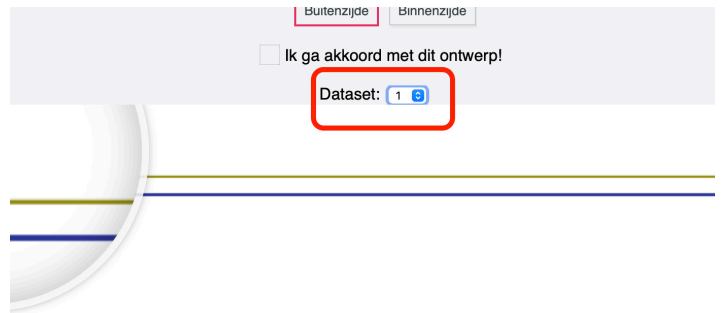 Buitenzijde Binnenzijde
Ik ga akkoord met dit ontwerp!
Dataset: 1